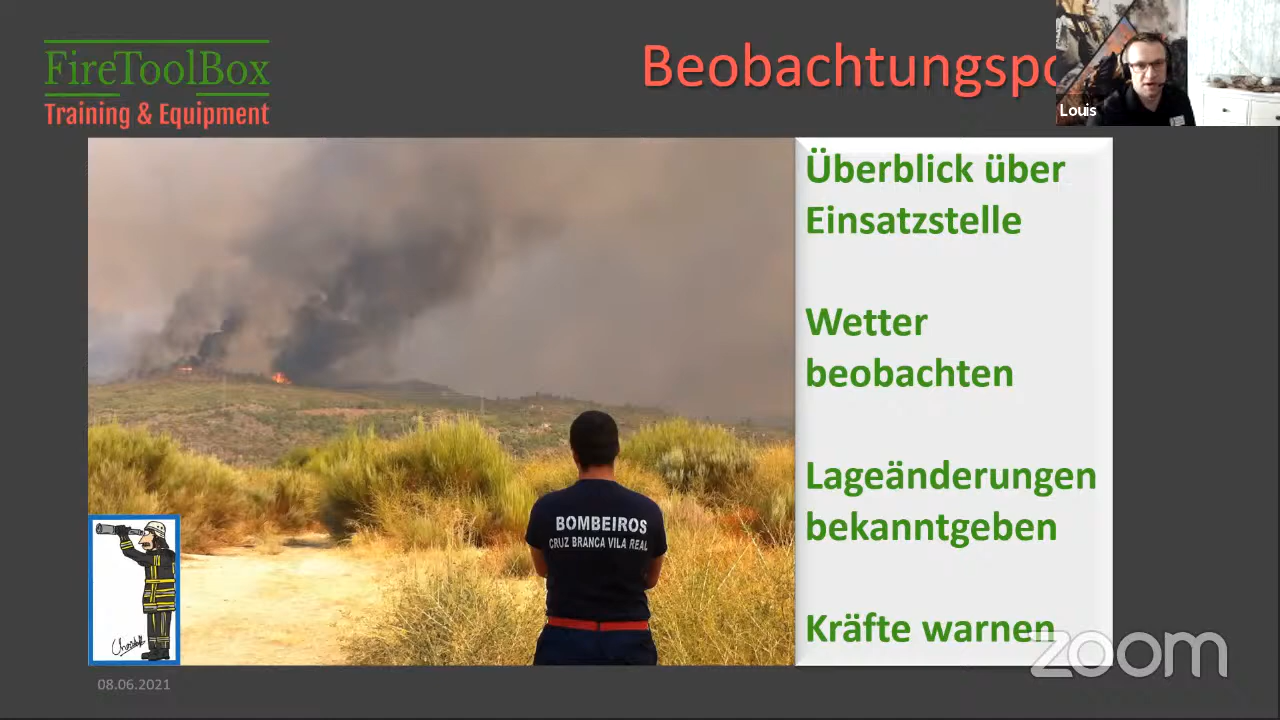 FireToolBox
Training & Equipment
Beobachtungspo
Louis
Überblick über
Einsatzstelle
Wetter
beobachten
Lageänderungen
bekanntgeben
Kräfte warnen
BOMBEIROS
CRUZ BRANCA VILA REAL
08.06.2021
zoom